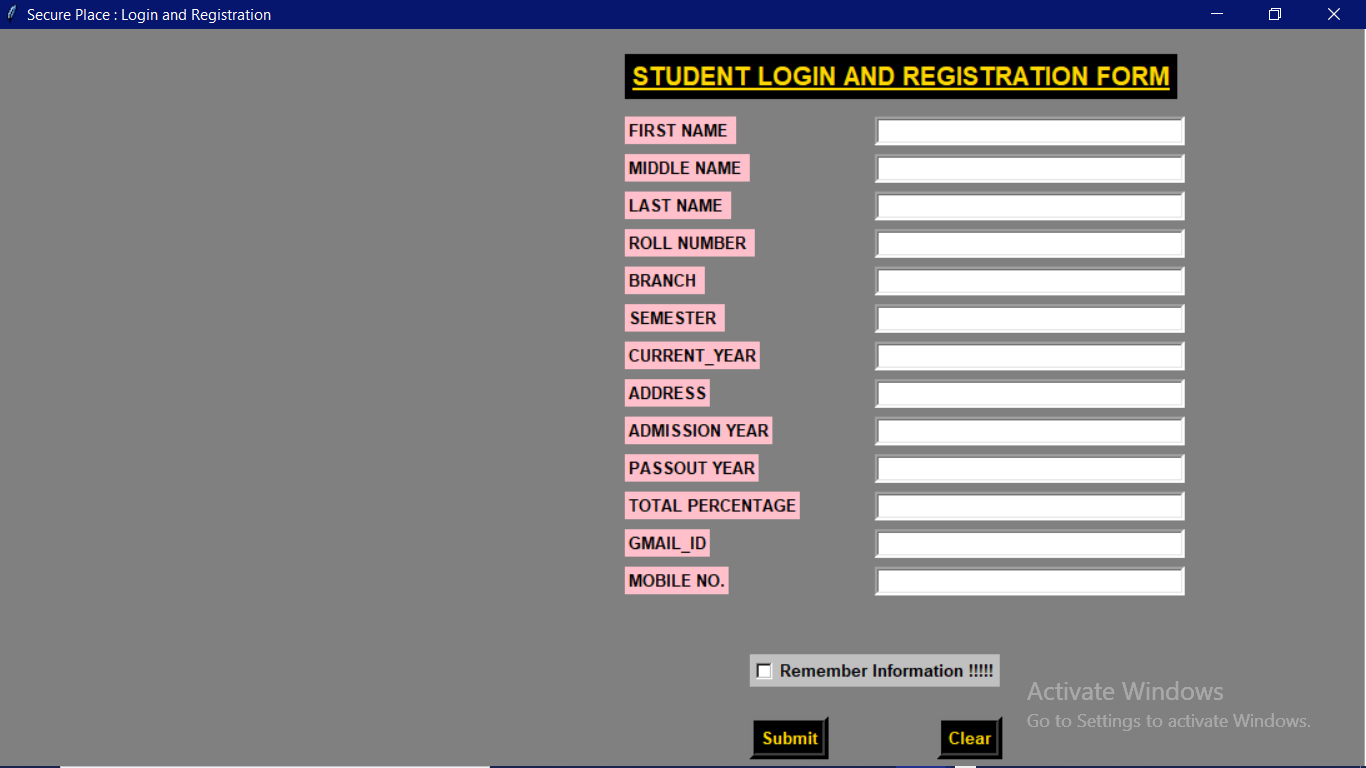 Secure Place : Login and Registration
STUDENT LOGIN AND REGISTRATION FORM
FIRST NAME
MIDDLE NAME
LAST NAME
ROLL NUMBER
BRANCH
SEMESTER
CURRENT_YEAR
ADDRESS
ADMISSION YEAR
PASSOUT YEAR
TOTAL PERCENTAGE
GMAIL_ID
MOBILE NO.
Remember Information !!!!!
Activate Windows
Go to Settings to activate Windows.
Submit
Clear